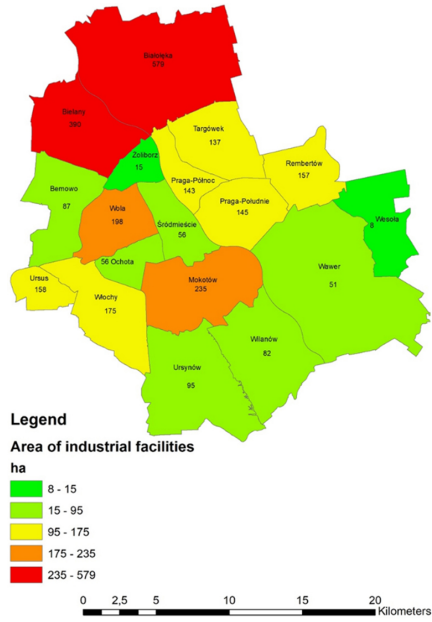 Białołęka
579
Bielany
390
Targówek
137
Żoliborz
15
Rembertów
157
Praga-Północ
143
Bemowo
87
Praga-Południe
145
Wola
198
Wesoła
8
Śródmieście
56
56 Ochota
Wawer
51
Ursus
158
Mokotów
235
Włochy
175
Wilanów
82
Ursynów
95
Legend
Area of industrial facilities
ha
8 - 15
15 - 95
95 - 175
175 - 235
235 - 579
0 2,5 5 10 15 20
Kilometers